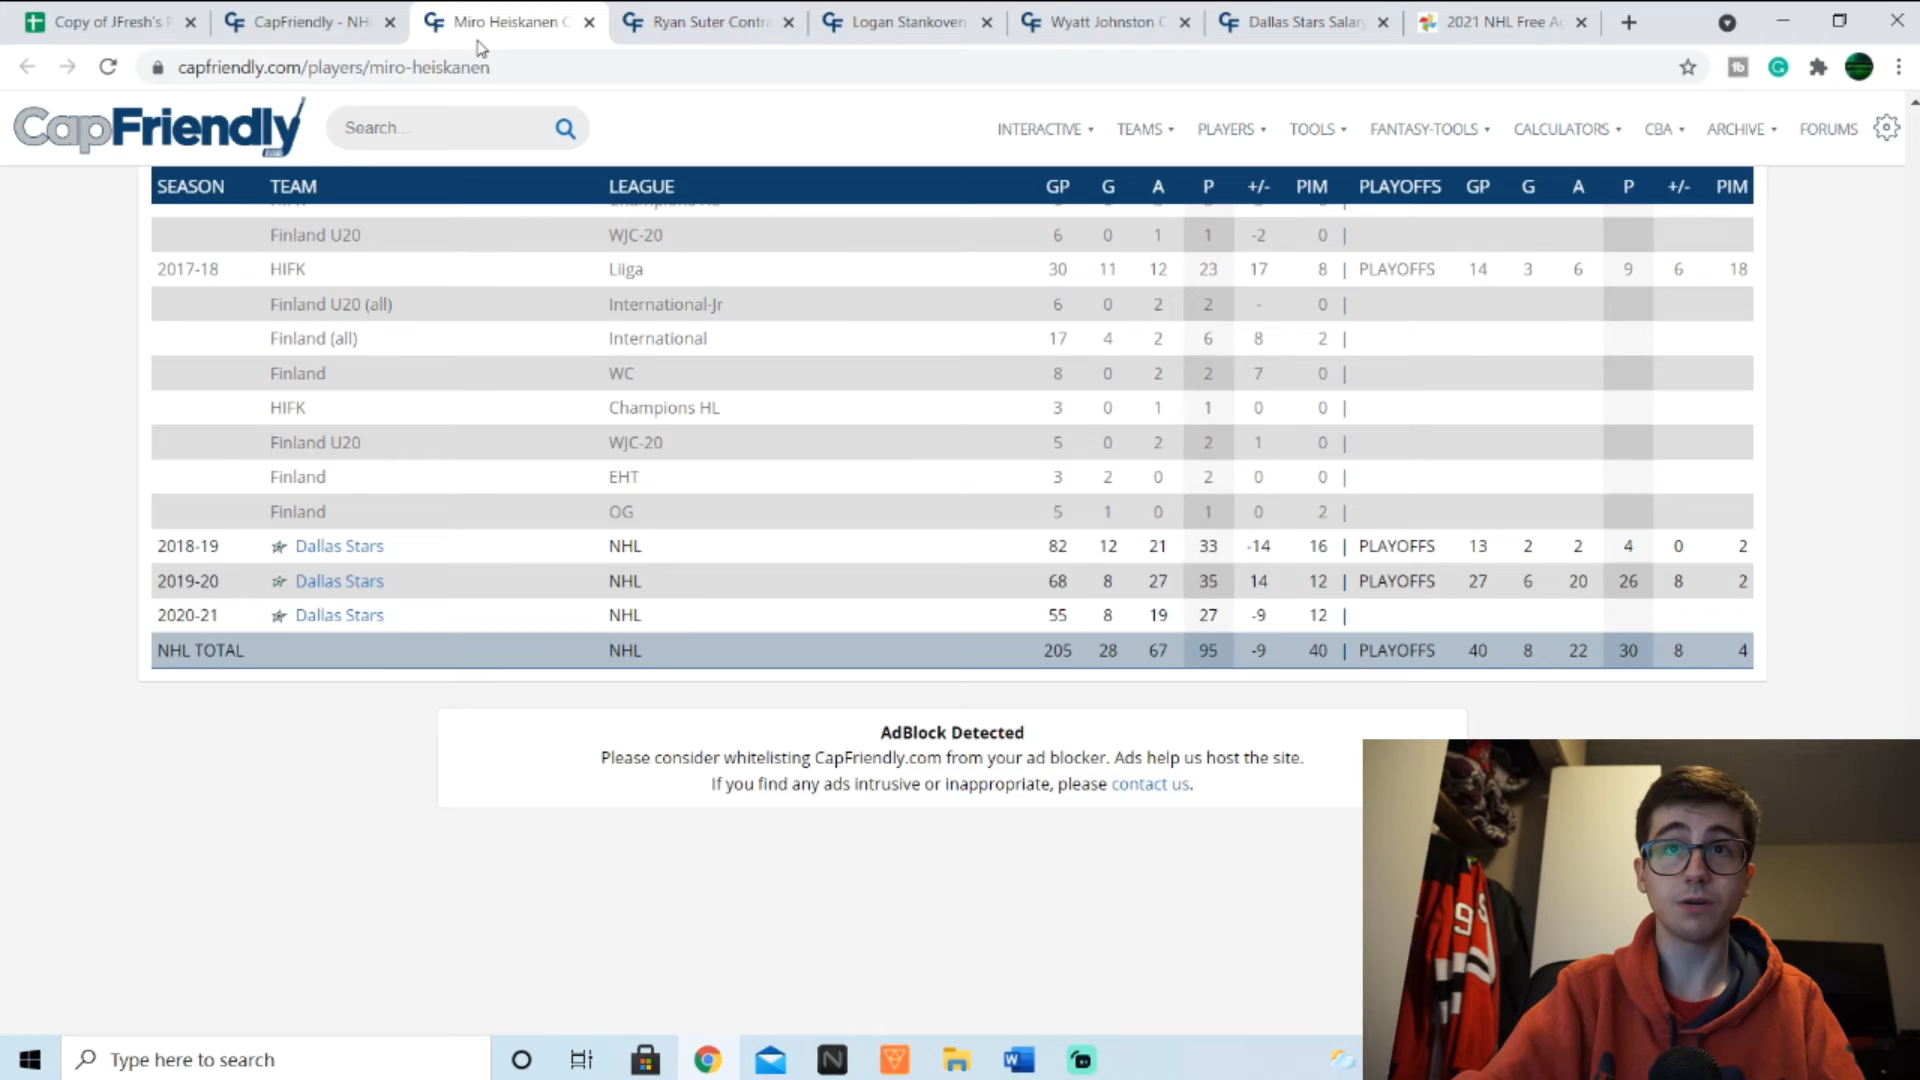 Copy of JFresh's P
CapFriendly - NH
Miro Heiskanen C
Ryan Suter Contra
Logan Stankoven
Wyatt Johnston C
Dallas Stars Salary
2021 NHL Free Ag
capfriendly.com/players/miro-heiskanen
CapFriendly
Search...
INTERACTIVE TEAMS PLAYERS TOOLS FANTASY-TOOLS CALCULATORS CBA ARCHIVE FORUMS
SEASON TEAM LEAGUE GP G A P +/- PIM PLAYOFFS GP G A P +/- PIM
Finland U20 WJC-20 6 0 1 1 -2 0 |
2017-18 HIFK Liiga 30 11 12 23 17 8 | PLAYOFFS 14 3 6 9 6 18
Finland U20 (all) International-Jr 6 0 2 2 - 0 |
Finland (all) International 17 4 2 6 8 2 |
Finland WC 8 0 2 2 7 0 |
HIFK Champions HL 3 0 1 1 0 0 |
Finland U20 WJC-20 5 0 2 2 1 0 |
Finland EHT 3 2 0 2 0 0 |
Finland OG 5 1 0 1 0 2 |
2018-19 Dallas Stars NHL 82 12 21 33 -14 16 | PLAYOFFS 13 2 2 4 0 2
2019-20 Dallas Stars NHL 68 8 27 35 14 12 | PLAYOFFS 27 6 20 26 8 2
2020-21 Dallas Stars NHL 55 8 19 27 -9 12 |
NHL TOTAL NHL 205 28 67 95 -9 40 | PLAYOFFS 40 8 22 30 8 4
AdBlock Detected
Please consider whitelisting CapFriendly.com from your ad blocker. Ads help us host the site.
If you find any ads intrusive or inappropriate, please contact us.
Type here to search